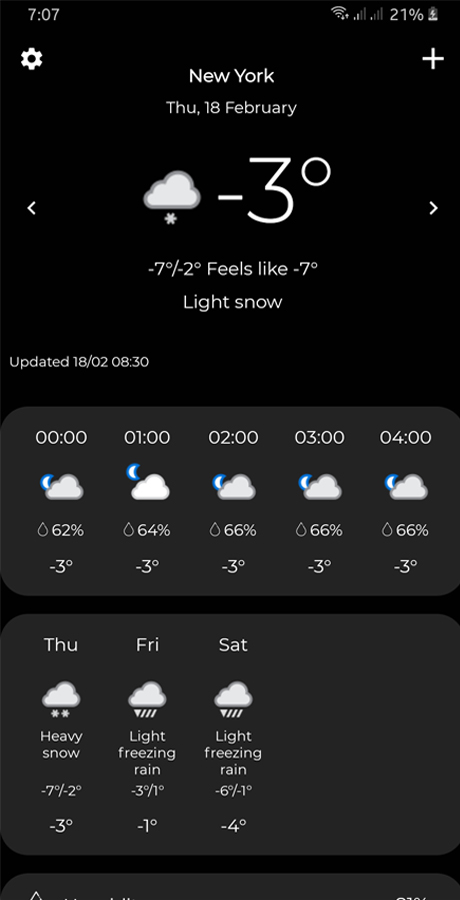 7:07 21%
New York
Thu, 18 February
-3°
-7°/-2° Feels like -7°
Light snow
Updated 18/02 08:30
00:00 01:00 02:00 03:00 04:00
62% 64% 66% 66% 66%
-3° -3° -3° -3° -3°
Thu Fri Sat
Heavy Light Light
snow freezing freezing
rain rain
-7°/-2° -3°/1° -6°/-1°
-3° -1° -4°